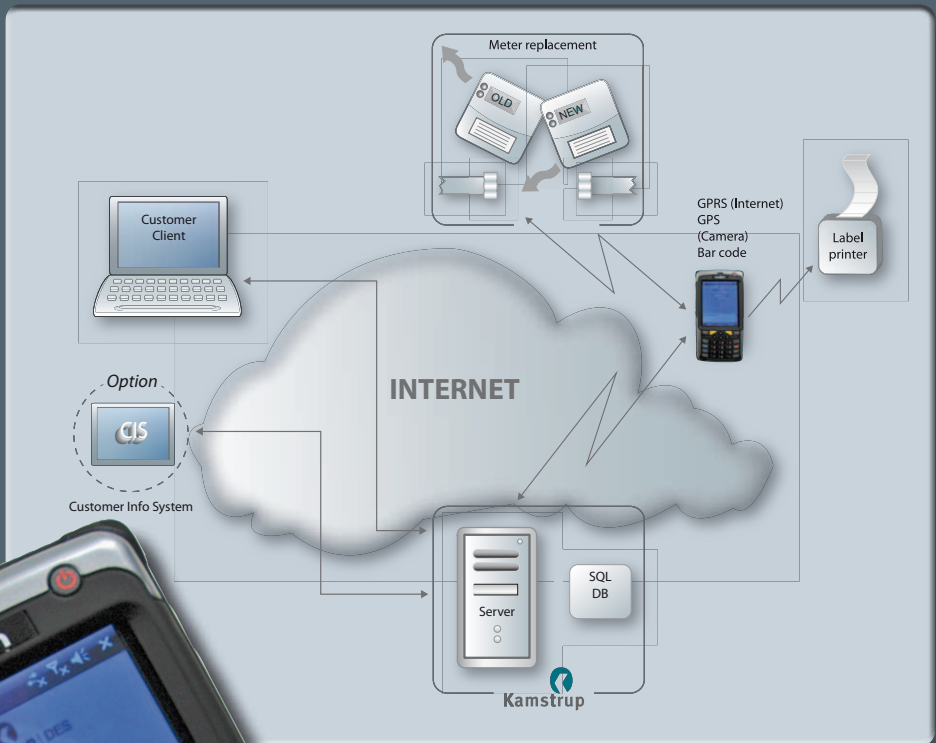 Meter replacement
OLD
NEW
GPRS (Internet)
GPS
(Camera)
Bar code
Label
printer
Customer
Client
INTERNET
Option
CIS
Customer Info System
Server
SQL
DB
Kamstrup
n
DES